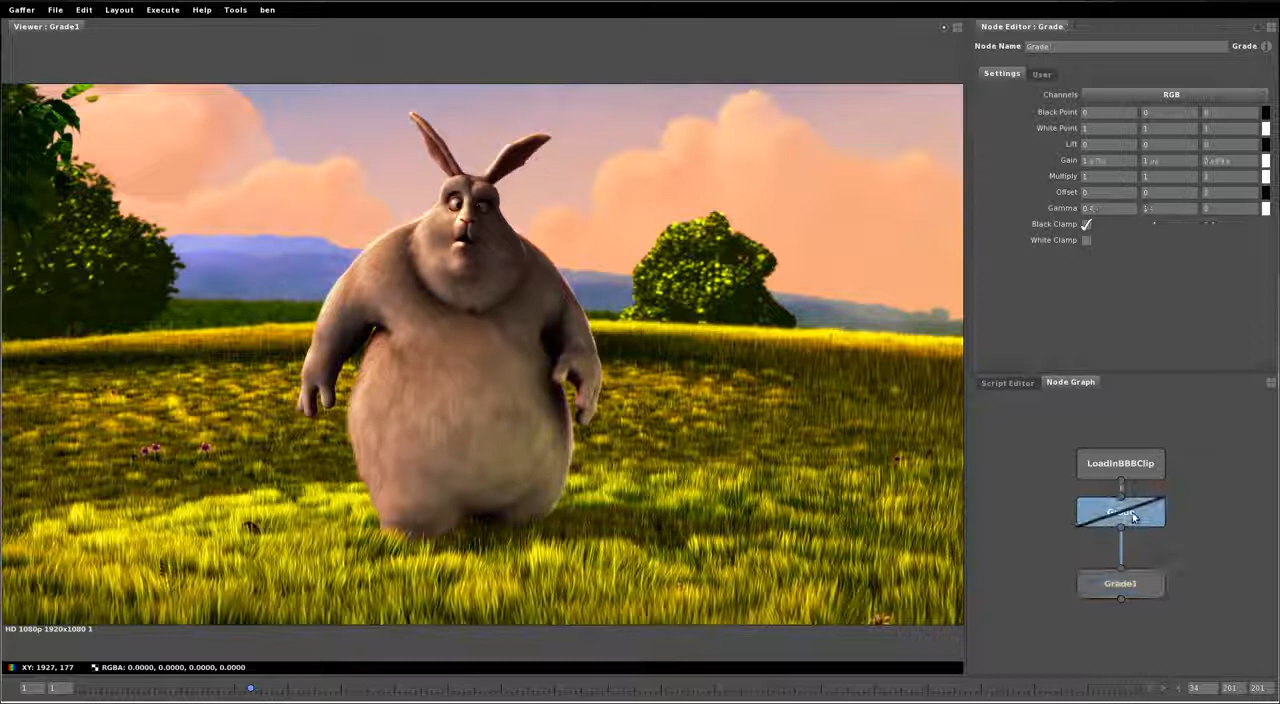 Gaffer File Edit Layout Execute Help Tools ben
Viewer : Grade1
Node Editor : Grade
Node Name Grade Grade
Settings User
Channels RGB
Black Point 0 0 0
White Point 1 1 1
Lift 0 0 0
Gain
Multiply 1 1 1
Offset 0 0 0
Gamma
Black Clamp
White Clamp
Script Editor Node Graph
LoadInBBBClip
Grade1
HD 1080p 1920x1080 1
XY: 1927, 177 RGBA: 0.0000, 0.0000, 0.0000, 0.0000
1 1 34 201 201